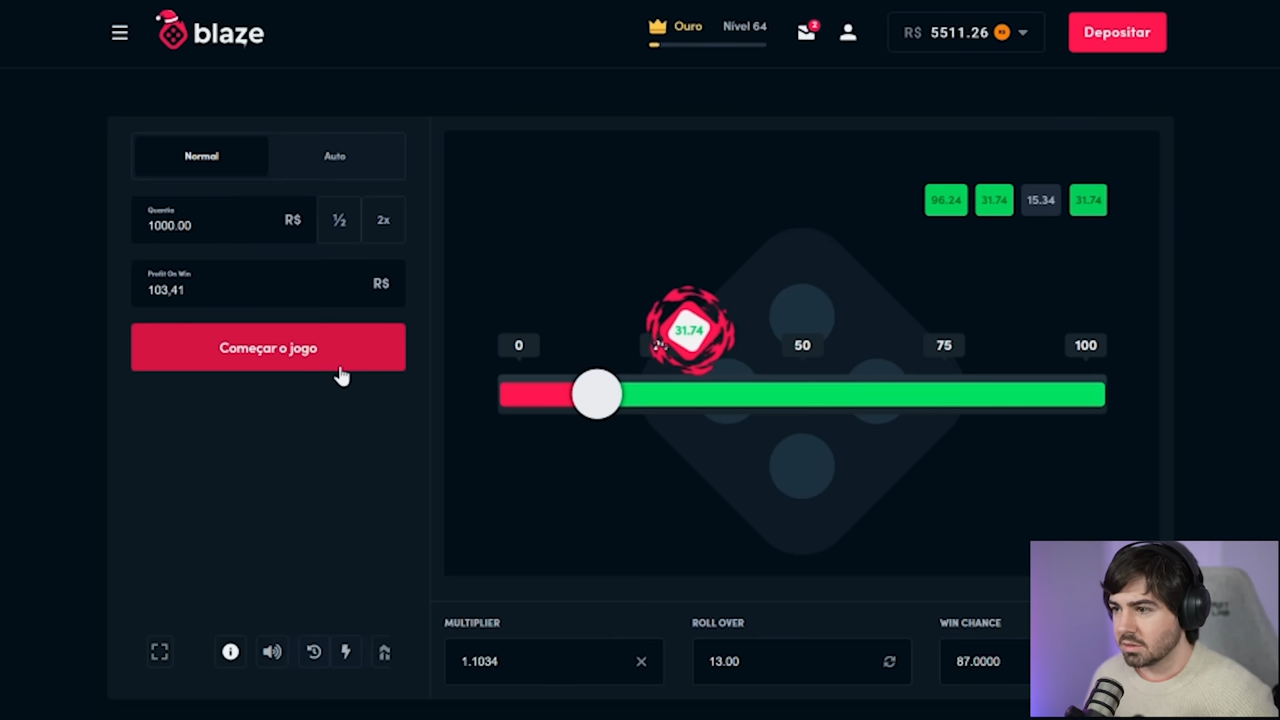 blaze
Ouro
Nível 64
2
R$ 5511.26
Depositar
Normal
Auto
Quantia
1000.00
R$
½
2x
Profit On Win
103,41
R$
Começar o jogo
96.24
31.74
15.34
31.74
31.74
0
50
75
100
MULTIPLIER
1.1034
ROLL OVER
13.00
WIN CHANCE
87.0000